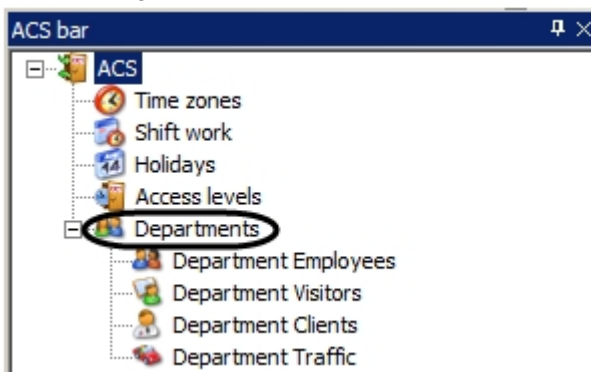 ACS bar
ACS
Time zones
Shift work
Holidays
Access levels
Departments
Department Employees
Department Visitors
Department Clients
Department Traffic